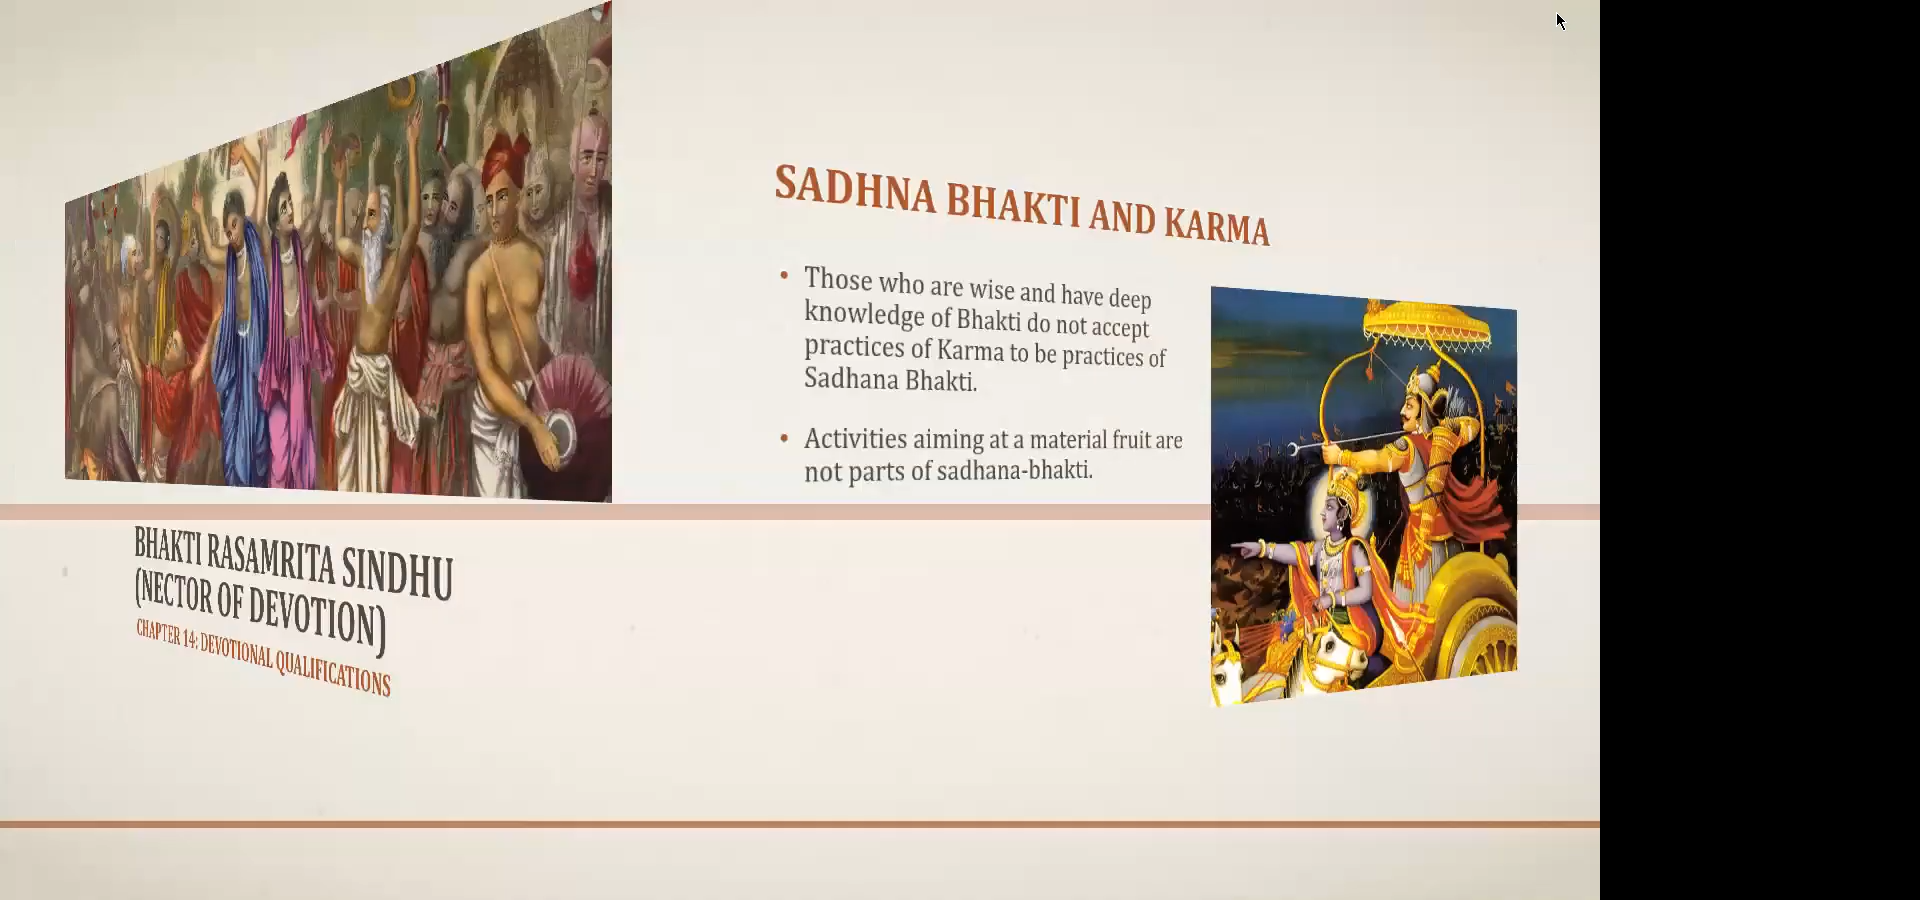 BHAKTI RASAMRITA SINDHU
(NECTOR OF DEVOTION)
CHAPTER 14: DEVOTIONAL QUALIFICATIONS
SADHNA BHAKTI AND KARMA
• Those who are wise and have deep
knowledge of Bhakti do not accept
practices of Karma to be practices of
Sadhana Bhakti.
• Activities aiming at a material fruit are
not parts of sadhana-bhakti.